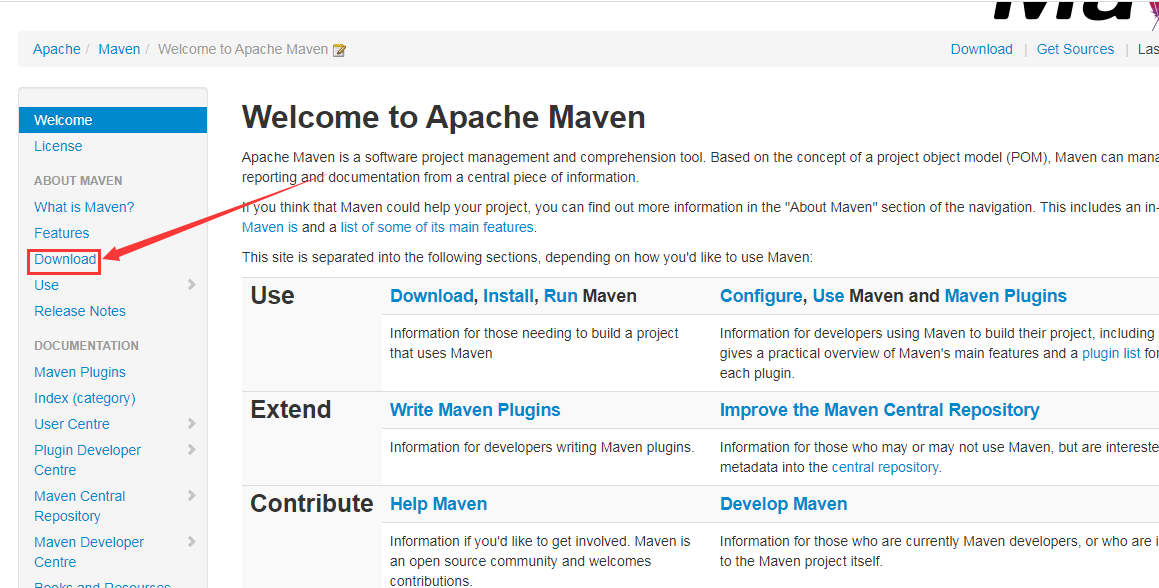 Apache / Maven / Welcome to Apache Maven
Download | Get Sources |
Welcome
License
ABOUT MAVEN
What is Maven?
Features
Download
Use
Release Notes
DOCUMENTATION
Maven Plugins
Index (category)
User Centre
Plugin Developer
Centre
Maven Central
Repository
Maven Developer
Centre
Books and Resources
Welcome to Apache Maven
Apache Maven is a software project management and comprehension tool. Based on the concept of a project object model (POM), Maven can
reporting and documentation from a central piece of information.
If you think that Maven could help your project, you can find out more information in the "About Maven" section of the navigation. This includes an in-
Maven is and a list of some of its main features.
This site is separated into the following sections, depending on how you'd like to use Maven:
Use
Download, Install, Run Maven
Information for those needing to build a project
that uses Maven
Configure, Use Maven and Maven Plugins
Information for developers using Maven to build their project, including
gives a practical overview of Maven's main features and a plugin list for
each plugin.
Extend
Write Maven Plugins
Information for developers writing Maven plugins.
Improve the Maven Central Repository
Information for those who may or may not use Maven, but are
metadata into the central repository.
Contribute
Help Maven
Information if you'd like to get involved. Maven is
an open source community and welcomes
contributions.
Develop Maven
Information for those who are currently Maven developers, or who are
to the Maven project itself.